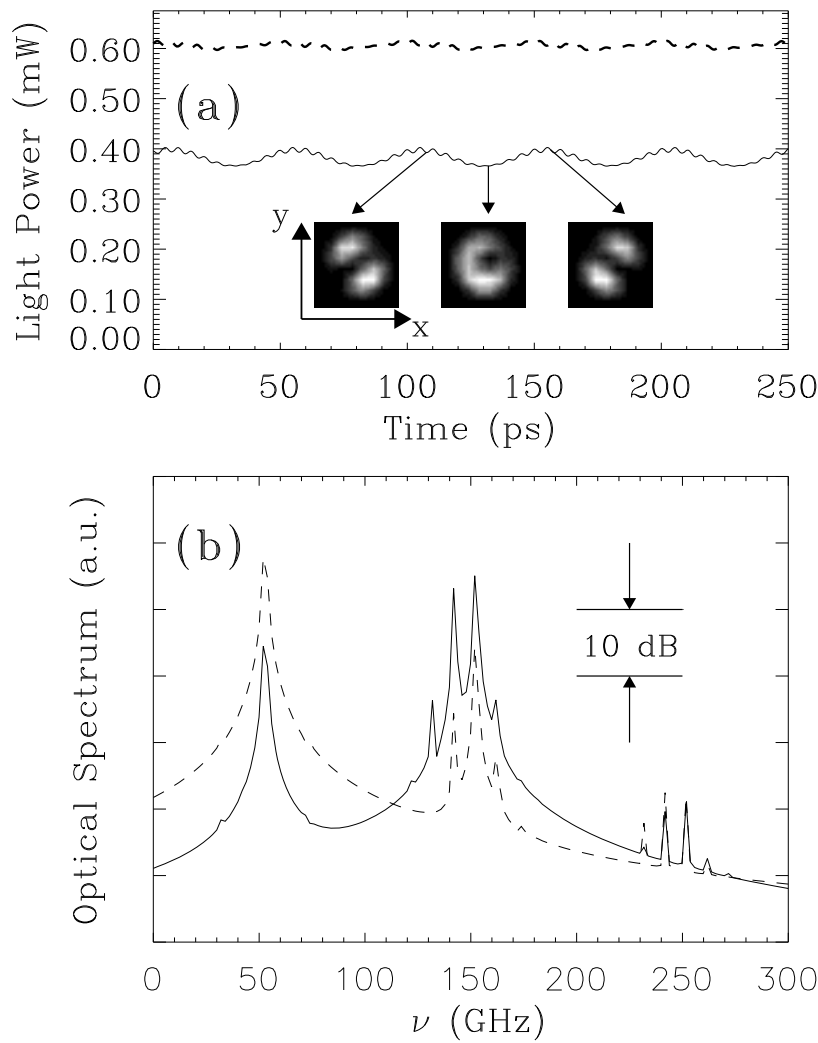 Light Power (mW)
0.60
0.50
0.40
0.30
0.20
0.10
0.00
(a)
y
x
0 50 100 150 200 250
Time (ps)
Optical Spectrum (a.u.)
(b)
10 dB
0 50 100 150 200 250 300
ν (GHz)